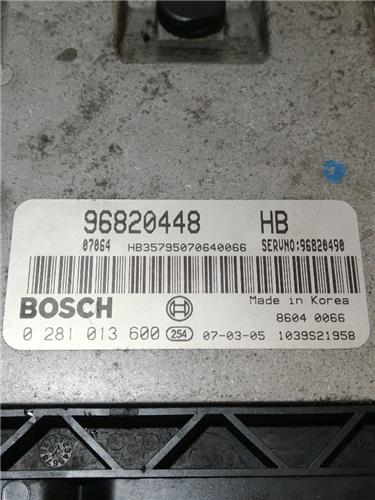 96820448 HB
07064 HB35795070640066 SERVNO:96820490
BOSCH Made in Korea
8604 0066
0 281 013 600 254 07-03-05 1039S21958